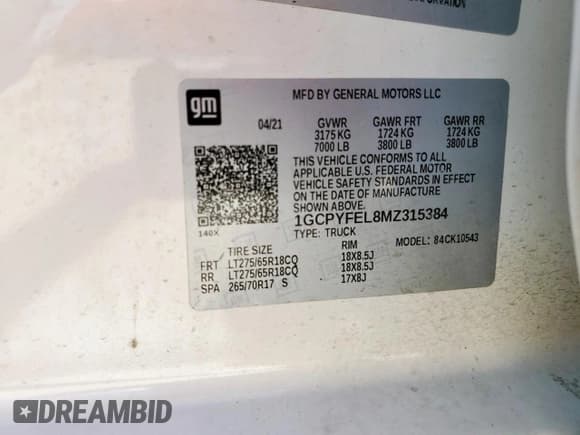 gm
MFD BY GENERAL MOTORS LLC
04/21 GVWR GAWR FRT GAWR RR
3175 KG 1724 KG 1724 KG
7000 LB 3800 LB 3800 LB
THIS VEHICLE CONFORMS TO ALL
APPLICABLE U.S. FEDERAL MOTOR
VEHICLE SAFETY STANDARDS IN EFFECT
ON THE DATE OF MANUFACTURE
SHOWN ABOVE.
140X 1GCPYFEL8MZ315384
TYPE: TRUCK MODEL: 84CK10543
TIRE SIZE RIM
FRT LT275/65R18CQ 18X8.5J
RR LT275/65R18CQ 18X8.5J
SPA 265/70R17 S 17X8J
DREAMBID